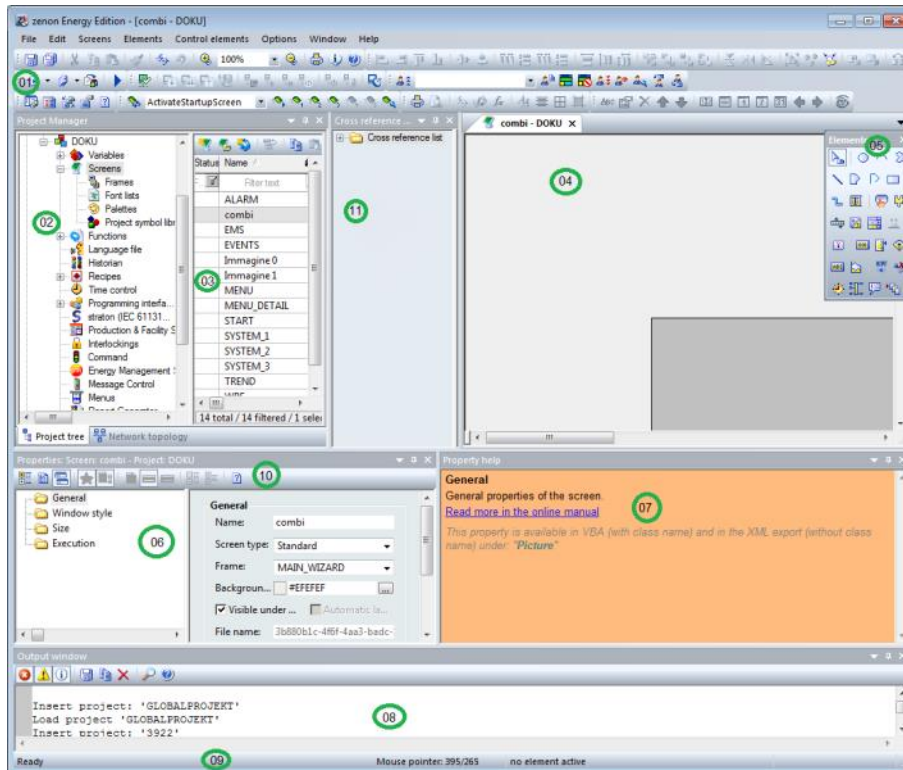 zenon Energy Edition - [combi - DOKU]
File Edit Screens Elements Control elements Options Window Help
100%
01
ActivateStartupScreen
Project Manager
DOKU
Variables
Screens
Frames
Font lists
Palettes
Project symbol libr
Functions
Language file
Historian
Recipes
Time control
Programming interfa...
straton (IEC 61131...
Production & Facility S
Interlockings
Command
Energy Management
Message Control
Menus
Report Generator
Project tree
Network topology
02
Status Name
Filter text
ALARM
combi
EMS
EVENTS
Immagine 0
Immagine 1
MENU
MENU_DETAIL
START
SYSTEM_1
SYSTEM_2
SYSTEM_3
TREND
14 total / 14 filtered / 1 selec
03
Cross reference ...
Cross reference list
11
combi - DOKU
04
Elements
05
Properties: Screen: combi - Project: DOKU
10
General
Window style
Size
Execution
06
General
Name: combi
Screen type: Standard
Frame: MAIN_WIZARD
Backgroun... #EFEFEF
Visible under ... Automatic la...
File name: 3b880b1c-4f6f-4aa3-badc-
Property help
General
General properties of the screen.
Read more in the online manual
07
This property is available in VBA (with class name) and in the XML export (without class
name) under: "Picture"
Output window
Insert project: 'GLOBALPROJEKT'
Load project 'GLOBALPROJEKT'
Insert project: '3922'
08
Ready
09
Mouse pointer: 395/265
no element active